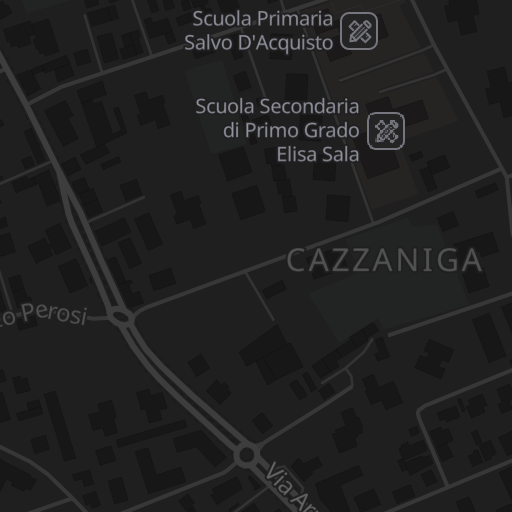 Scuola Primaria
Salvo D'Acquisto
Scuola Secondaria
di Primo Grado
Elisa Sala
CAZZANIGA
Perosi
Via